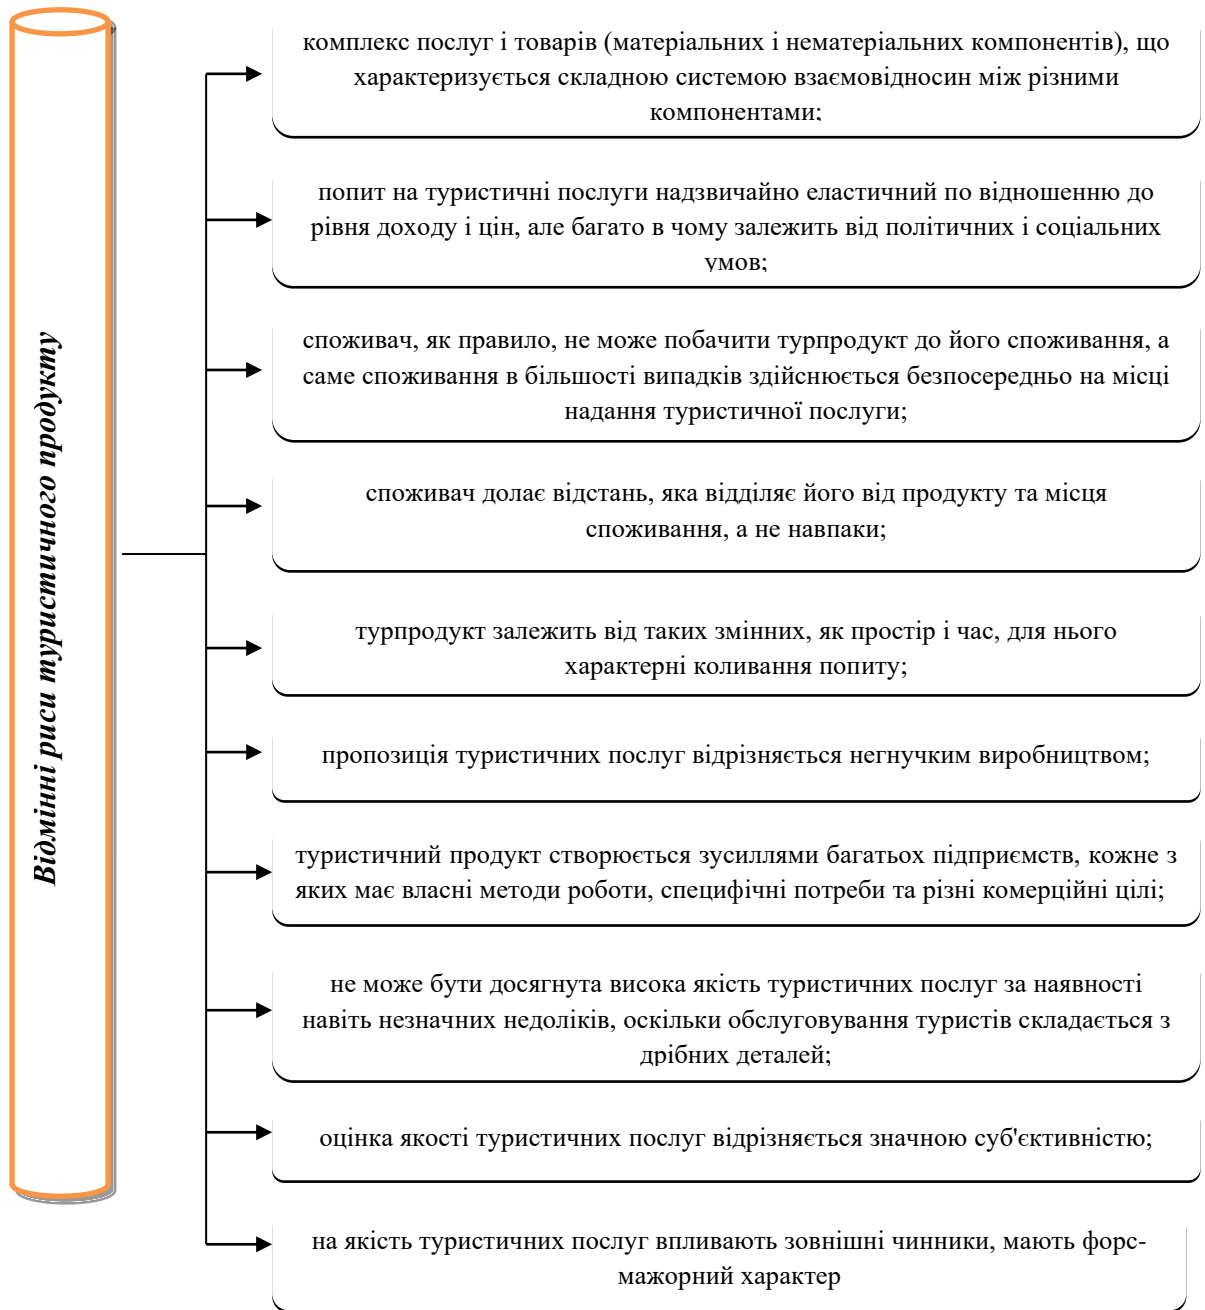 Відмінні риси туристичного продукту
комплекс послуг і товарів (матеріальних і нематеріальних компонентів), що
характеризується складною системою взаємовідносин між різними
компонентами;
попит на туристичні послуги надзвичайно еластичний по відношенню до
рівня доходу і цін, але багато в чому залежить від політичних і соціальних
умов;
споживач, як правило, не може побачити турпродукт до його споживання, а
саме споживання в більшості випадків здійснюється безпосередньо на місці
надання туристичної послуги;
споживач долає відстань, яка відділяє його від продукту та місця
споживання, а не навпаки;
турпродукт залежить від таких змінних, як простір і час, для нього
характерні коливання попиту;
пропозиція туристичних послуг відрізняється негнучким виробництвом;
туристичний продукт створюється зусиллями багатьох підприємств, кожне з
яких має власні методи роботи, специфічні потреби та різні комерційні цілі;
не може бути досягнута висока якість туристичних послуг за наявності
навіть незначних недоліків, оскільки обслуговування туристів складається з
дрібних деталей;
оцінка якості туристичних послуг відрізняється значною суб'єктивністю;
на якість туристичних послуг впливають зовнішні чинники, мають форс-
мажорний характер